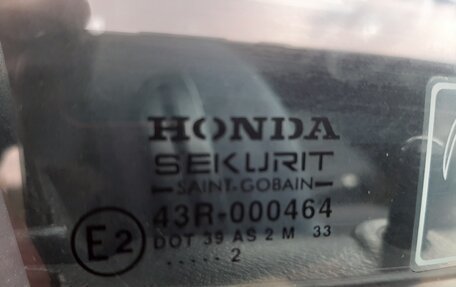 HONDA
SEKURIT
SAINT-GOBAIN
43R-000464
E2
DOT 39 AS 2 M 33
..... 2